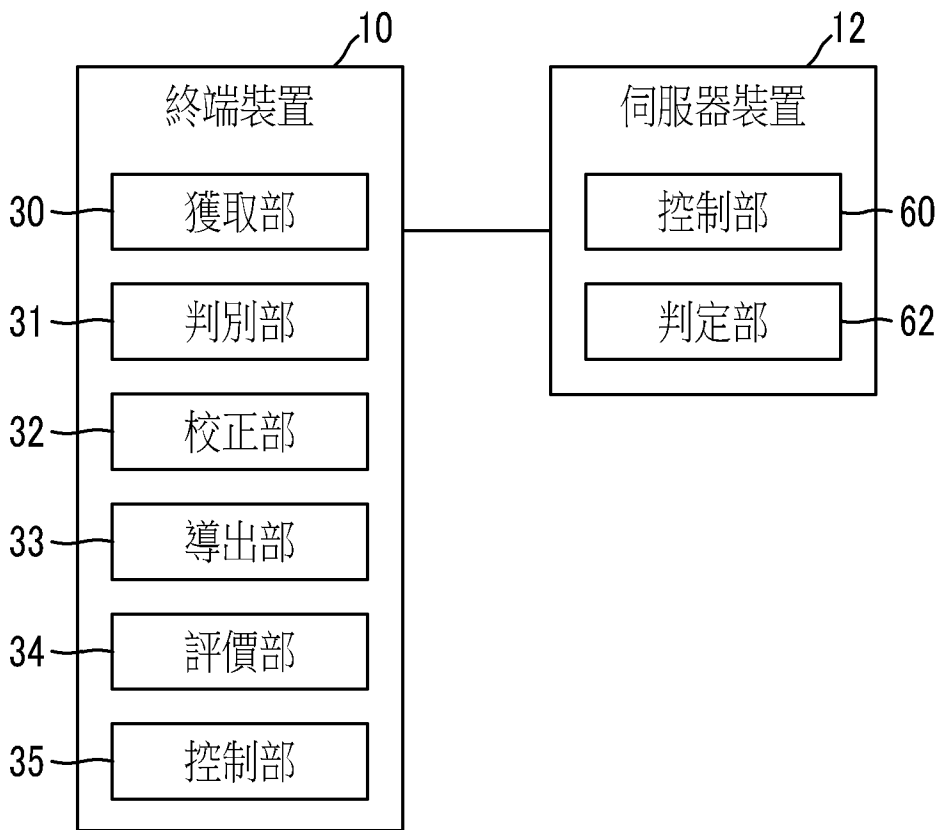 10
終端裝置
30 獲取部
31 判別部
32 校正部
33 導出部
34 評價部
35 控制部
12
伺服器裝置
控制部 60
判定部 62